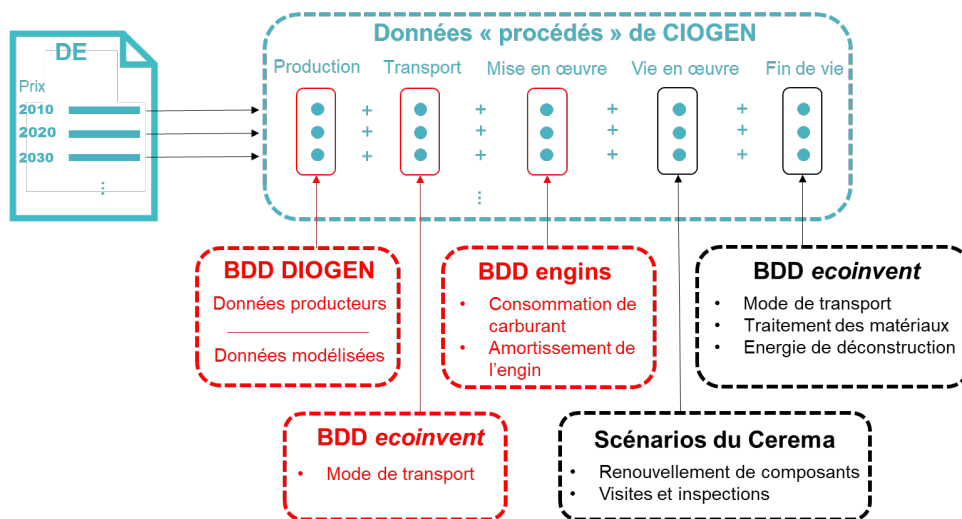 DE
Prix
2010
2020
2030
⋮
Données « procédés » de CIOGEN
Production Transport Mise en œuvre Vie en œuvre Fin de vie
+ + + +
+ + + +
+ + + +
⋮
BDD DIOGEN
Données producteurs
Données modélisées
BDD engins
• Consommation de
carburant
• Amortissement de
l'engin
BDD ecoinvent
• Mode de transport
• Traitement des matériaux
• Energie de déconstruction
BDD ecoinvent
• Mode de transport
Scénarios du Cerema
• Renouvellement de composants
• Visites et inspections